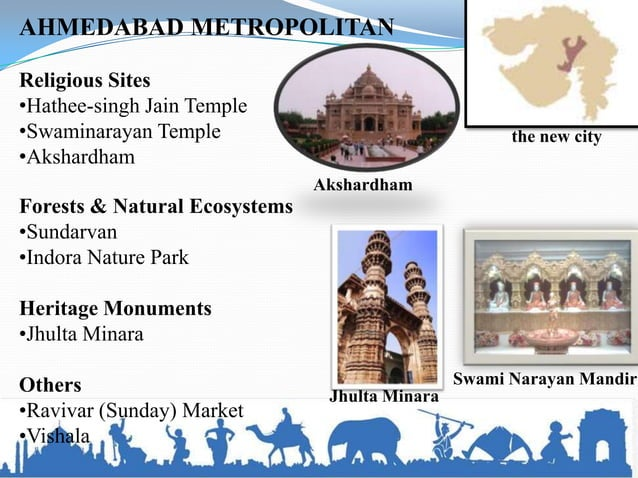 AHMEDABAD METROPOLITAN
Religious Sites
•Hathee-singh Jain Temple
•Swaminarayan Temple
•Akshardham
Forests & Natural Ecosystems
•Sundarvan
•Indora Nature Park
Heritage Monuments
•Jhulta Minara
Others
•Ravivar (Sunday) Market
•Vishala
the new city
Akshardham
Jhulta Minara
Swami Narayan Mandir